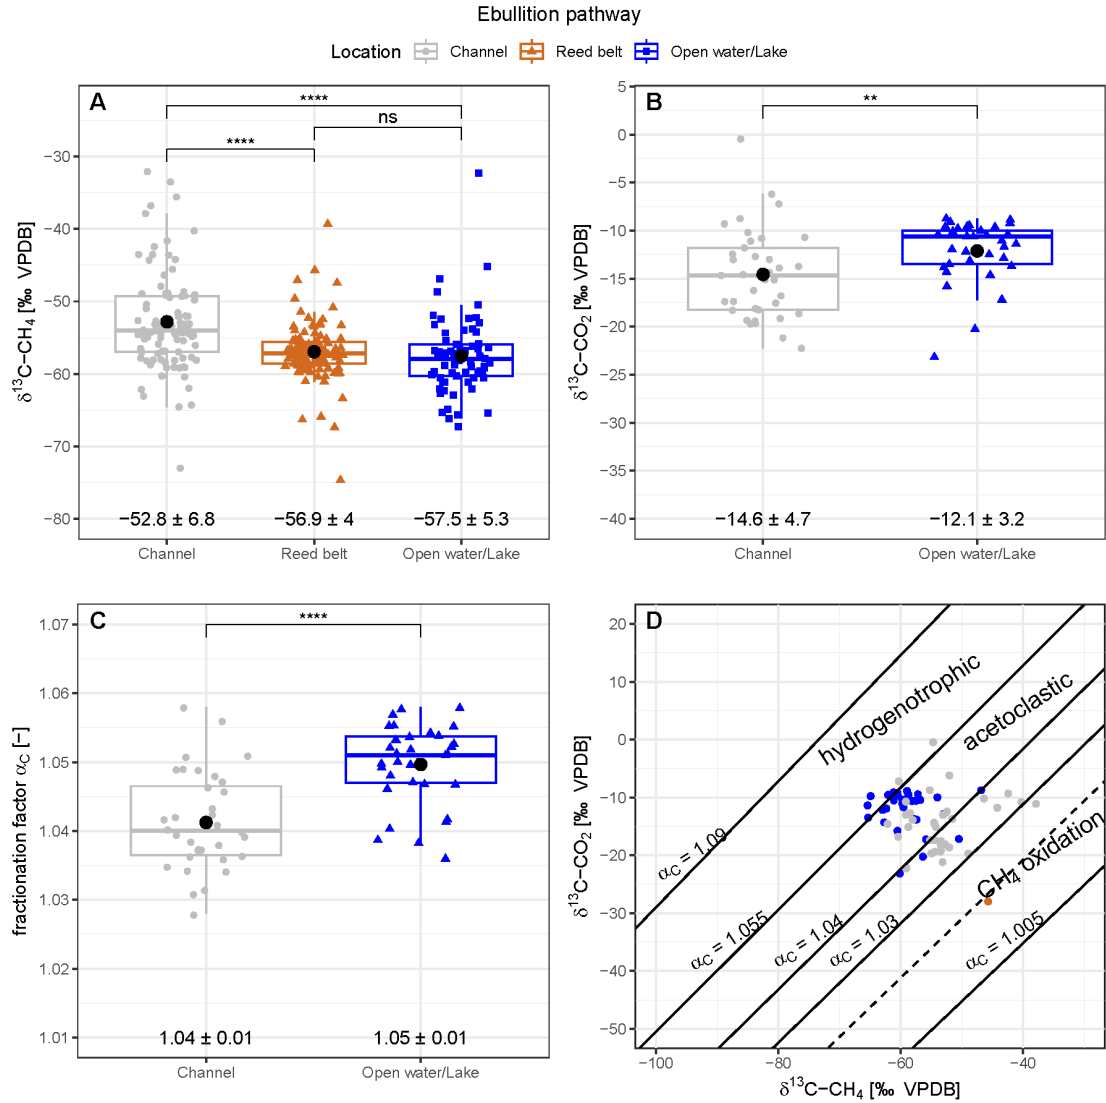 Ebullition pathway
Location Channel Reed belt Open water/Lake
A
****
ns
****
δ¹³C−CH₄ [‰ VPDB]
−30
−40
−50
−60
−70
−80
−52.8 ± 6.8 −56.9 ± 4 −57.5 ± 5.3
Channel Reed belt Open water/Lake
B
**
δ¹³C−CO₂ [‰ VPDB]
5
0
−5
−10
−15
−20
−25
−30
−35
−40
−14.6 ± 4.7 −12.1 ± 3.2
Channel Open water/Lake
C
****
fractionation factor α_C [−]
1.07
1.06
1.05
1.04
1.03
1.02
1.01
1.04 ± 0.01 1.05 ± 0.01
Channel Open water/Lake
D
δ¹³C−CO₂ [‰ VPDB]
20
10
0
−10
−20
−30
−40
−50
hydrogenotrophic
acetoclastic
CH₄ oxidation
α_C = 1.09
α_C = 1.055
α_C = 1.04
α_C = 1.03
α_C = 1.005
−100 −80 −60 −40
δ¹³C−CH₄ [‰ VPDB]